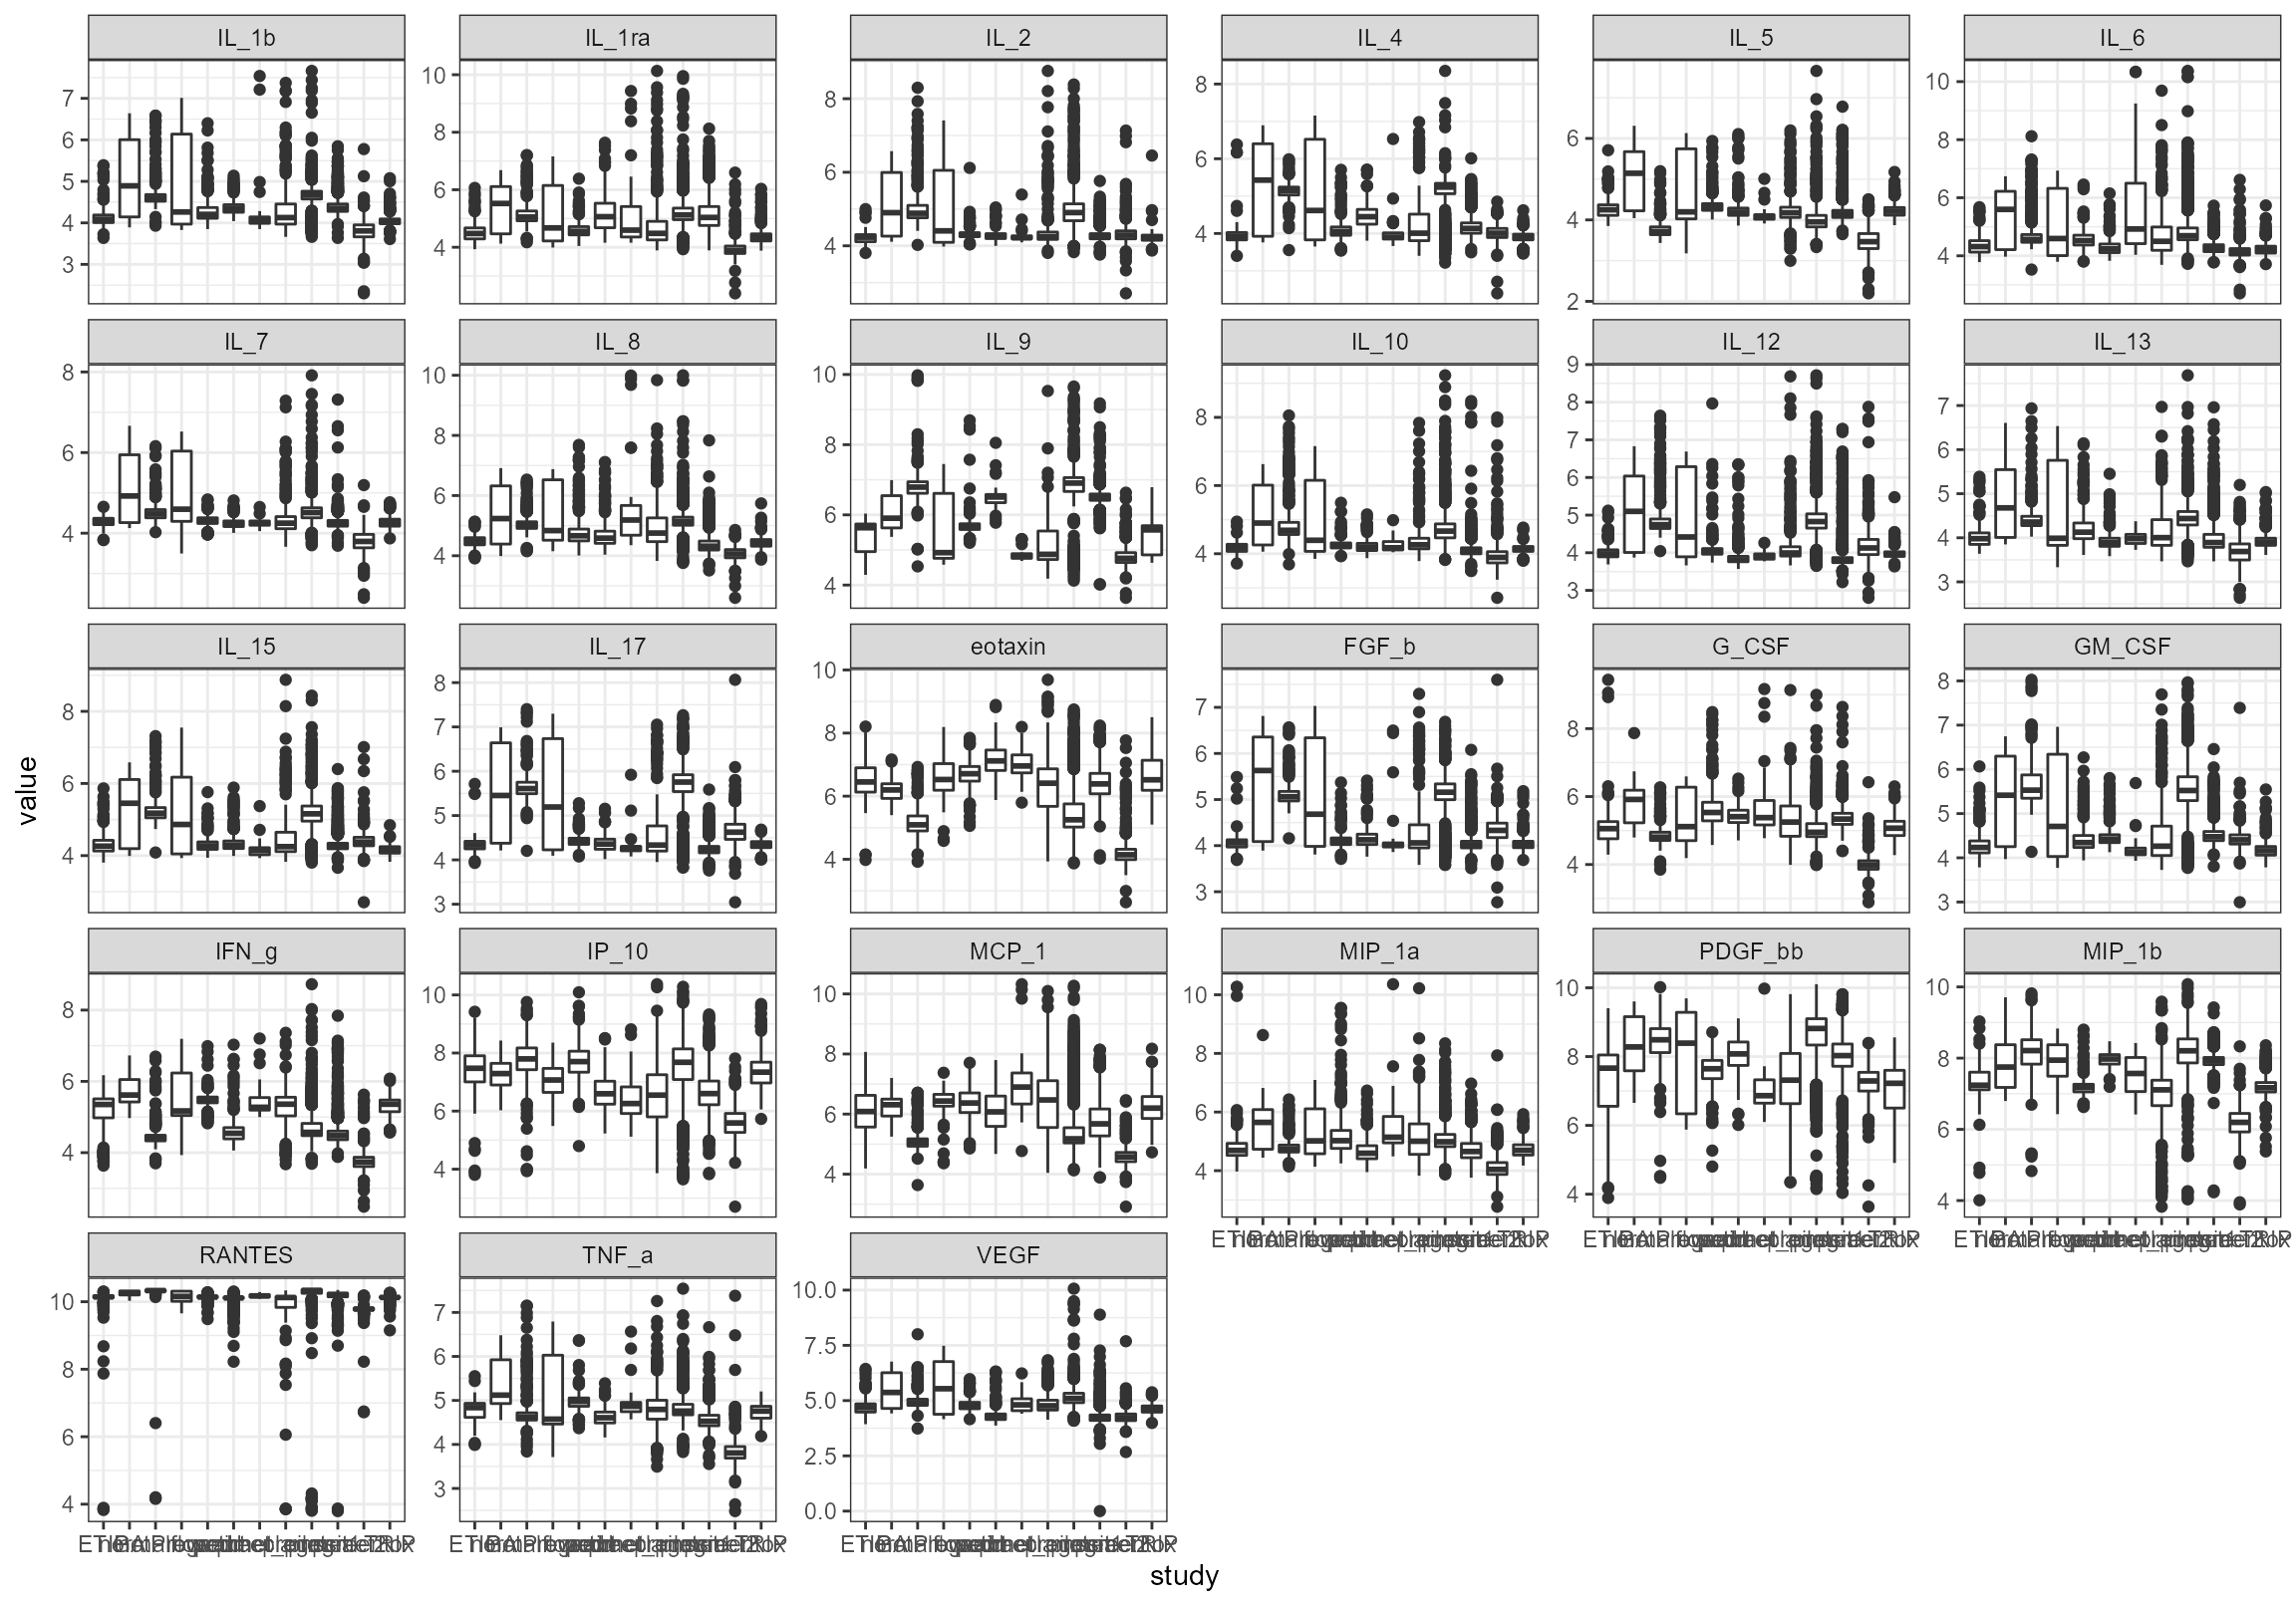 IL_1b IL_1ra IL_2 IL_4 IL_5 IL_6
7 6 5 4 3
10 8 6 4
8 6 4
8 6 4
6 4 2
10 8 6 4
IL_7 IL_8 IL_9 IL_10 IL_12 IL_13
8 6 4
10 8 6 4
10 8 6 4
8 6 4
9 8 7 6 5 4 3
7 6 5 4 3
IL_15 IL_17 eotaxin FGF_b G_CSF GM_CSF
8 6 4
8 7 6 5 4 3
10 8 6 4
7 6 5 4 3
8 6 4
8 7 6 5 4 3
value
IFN_g IP_10 MCP_1 MIP_1a PDGF_bb MIP_1b
8 6 4
10 8 6 4
10 8 6 4
10 8 6 4
10 8 6 4
10 8 6 4
RANTES TNF_a VEGF
10 8 6 4
7 6 5 4 3
10.0 7.5 5.0 2.5 0.0
study